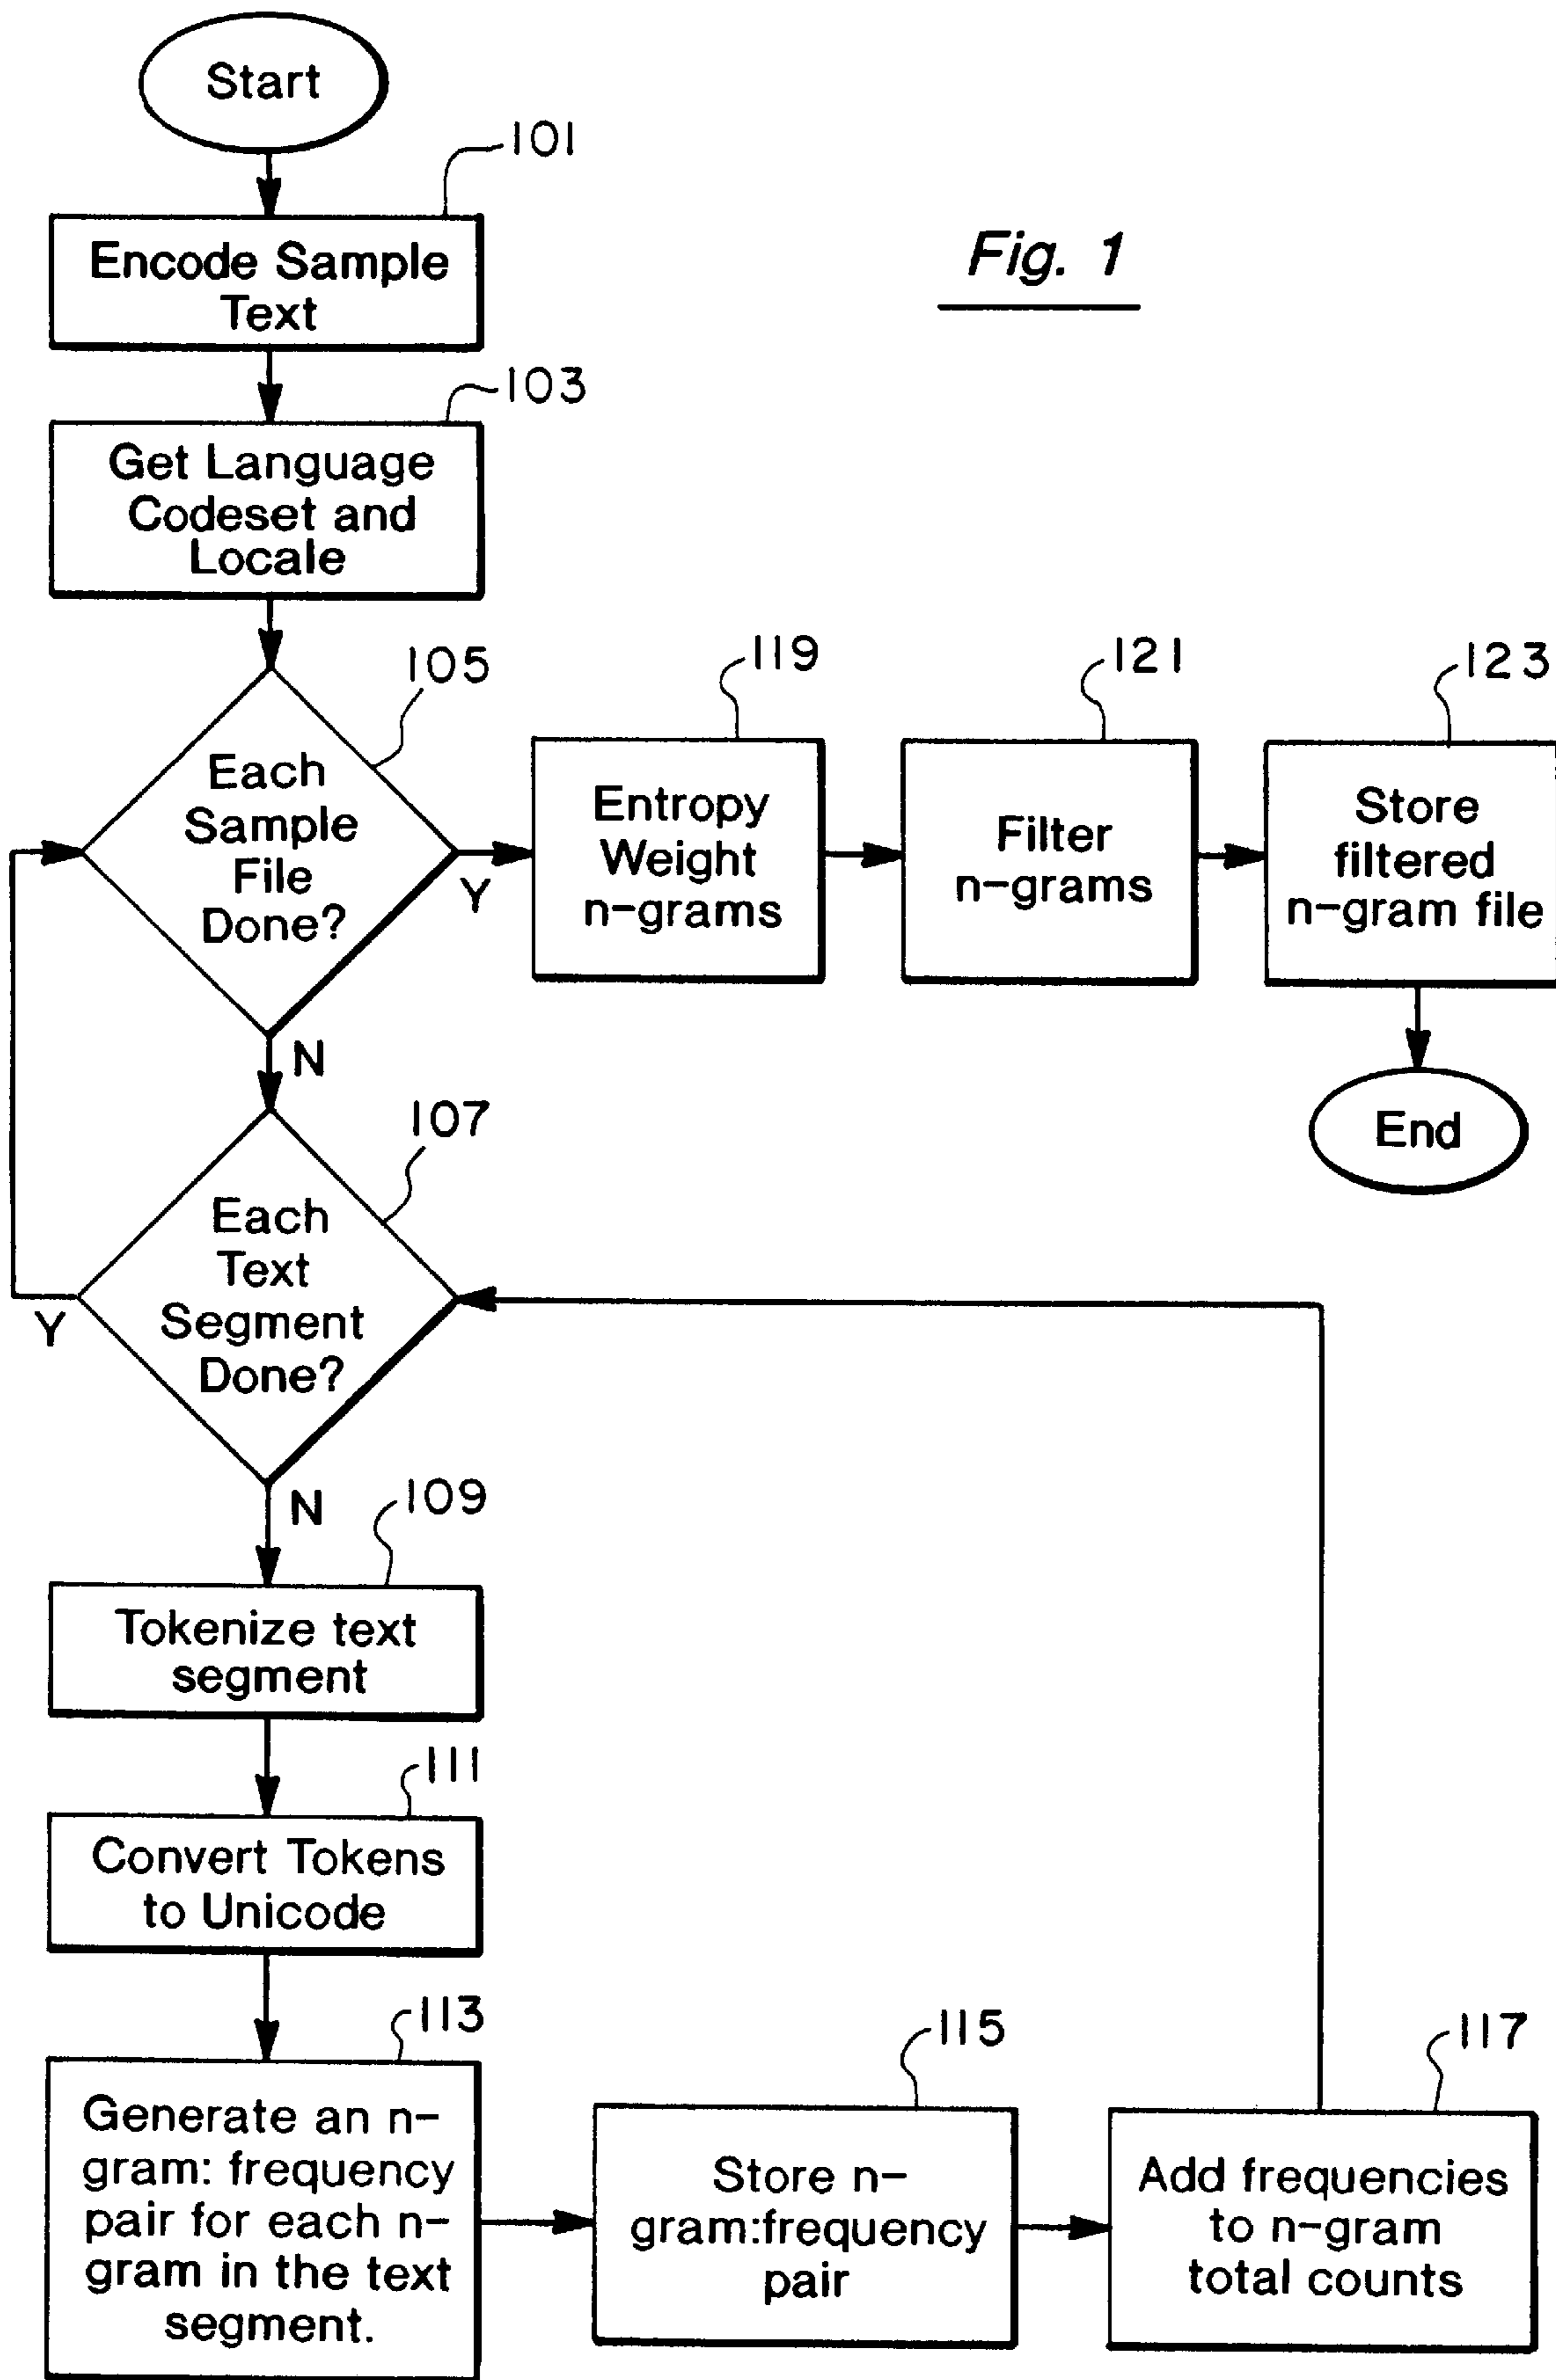 Start
101
Encode Sample
Text
Fig. 1
103
Get Language
Codeset and
Locale
105
Each
Sample
File
Done?
Y
N
119
Entropy
Weight
n-grams
121
Filter
n-grams
123
Store
filtered
n-gram file
End
107
Each
Text
Segment
Done?
Y
N
109
Tokenize text
segment
111
Convert Tokens
to Unicode
113
Generate an n-
gram: frequency
pair for each n-
gram in the text
segment.
115
Store n-
gram:frequency
pair
117
Add frequencies
to n-gram
total counts